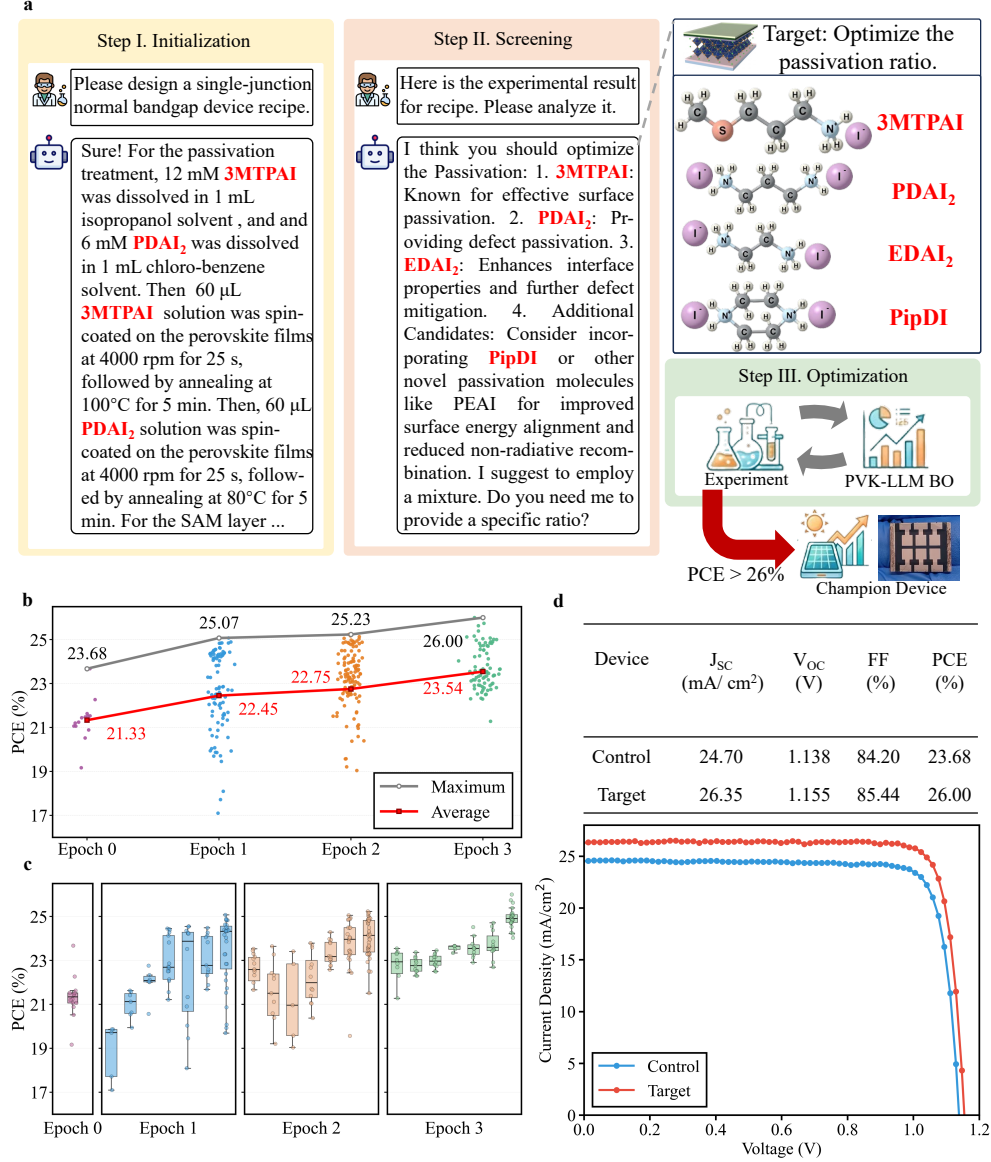 a
Step I. Initialization
Please design a single-junction
normal bandgap device recipe.
Sure! For the passivation
treatment, 12 mM 3MTPAI
was dissolved in 1 mL
isopropanol solvent , and and
6 mM PDAI₂ was dissolved
in 1 mL chloro-benzene
solvent. Then 60 μL
3MTPAI solution was spin-
coated on the perovskite films
at 4000 rpm for 25 s,
followed by annealing at
100°C for 5 min. Then, 60 μL
PDAI₂ solution was spin-
coated on the perovskite films
at 4000 rpm for 25 s, follow-
ed by annealing at 80°C for 5
min. For the SAM layer ...
Step II. Screening
Here is the experimental result
for recipe. Please analyze it.
I think you should optimize
the Passivation: 1. 3MTPAI:
Known for effective surface
passivation. 2. PDAI₂: Pr-
oviding defect passivation. 3.
EDAI₂: Enhances interface
properties and further defect
mitigation. 4. Additional
Candidates: Consider incor-
porating PipDI or other
novel passivation molecules
like PEAI for improved
surface energy alignment and
reduced non-radiative recom-
bination. I suggest to employ
a mixture. Do you need me to
provide a specific ratio?
Target: Optimize the
passivation ratio.
3MTPAI
PDAI₂
EDAI₂
PipDI
Step III. Optimization
Experiment
PVK-LLM BO
PCE > 26%
Champion Device
b
PCE (%)
25
23
21
19
17
23.68
25.07
25.23
26.00
21.33
22.45
22.75
23.54
Maximum
Average
Epoch 0
Epoch 1
Epoch 2
Epoch 3
c
PCE (%)
25
23
21
19
17
Epoch 0
Epoch 1
Epoch 2
Epoch 3
d
Device J_SC (mA/ cm²) V_OC (V) FF (%) PCE (%)
Control 24.70 1.138 84.20 23.68
Target 26.35 1.155 85.44 26.00
Current Density (mA/cm²)
25
20
15
10
5
0
Control
Target
0.0 0.2 0.4 0.6 0.8 1.0 1.2
Voltage (V)